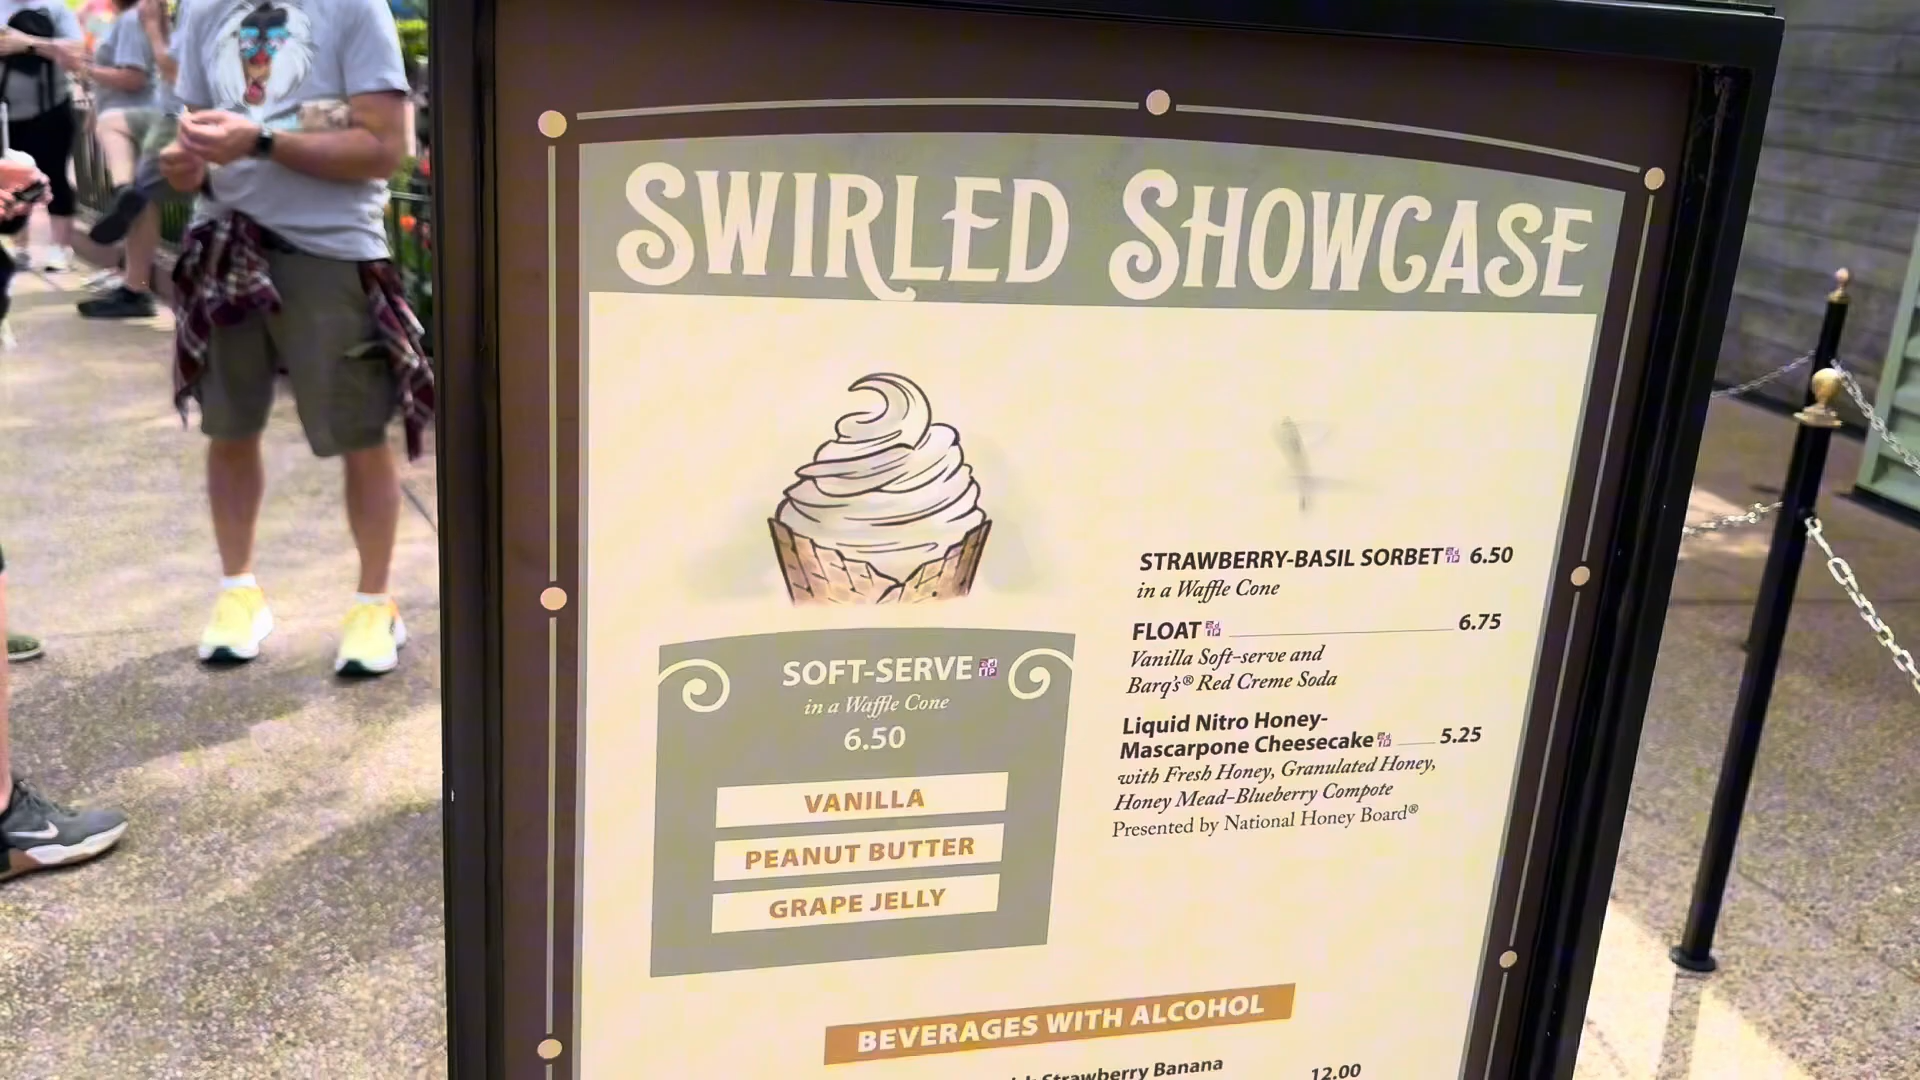 SWIRLED SHOWCASE
SOFT-SERVE
in a Waffle Cone
6.50
VANILLA
PEANUT BUTTER
GRAPE JELLY
STRAWBERRY-BASIL SORBET 6.50
in a Waffle Cone
FLOAT 6.75
Vanilla Soft-serve and
Barq's® Red Creme Soda
Liquid Nitro Honey-
Mascarpone Cheesecake 5.25
with Fresh Honey, Granulated Honey,
Honey Mead-Blueberry Compote
Presented by National Honey Board®
BEVERAGES WITH ALCOHOL
Strawberry Banana 12.00